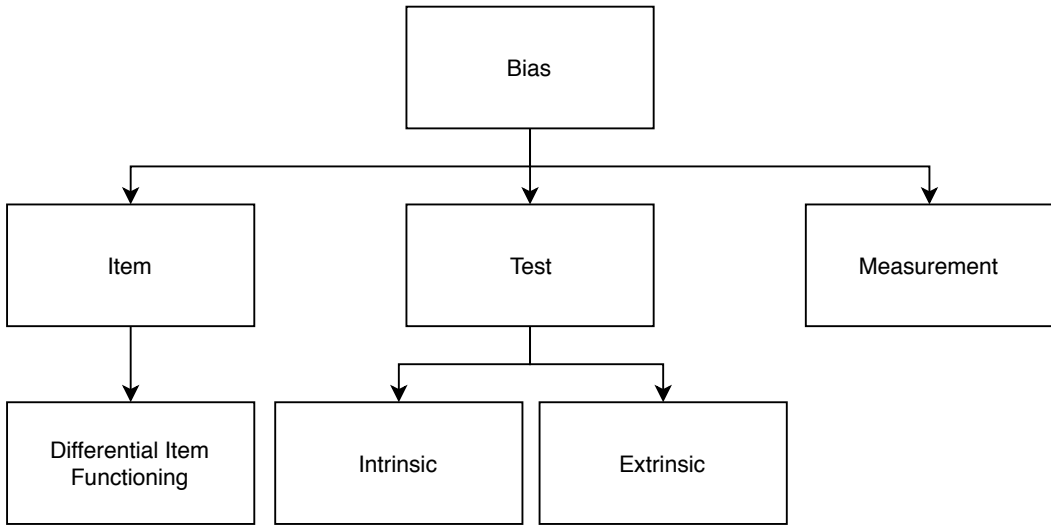 Bias
Item
Test
Measurement
Differential Item
Functioning
Intrinsic
Extrinsic